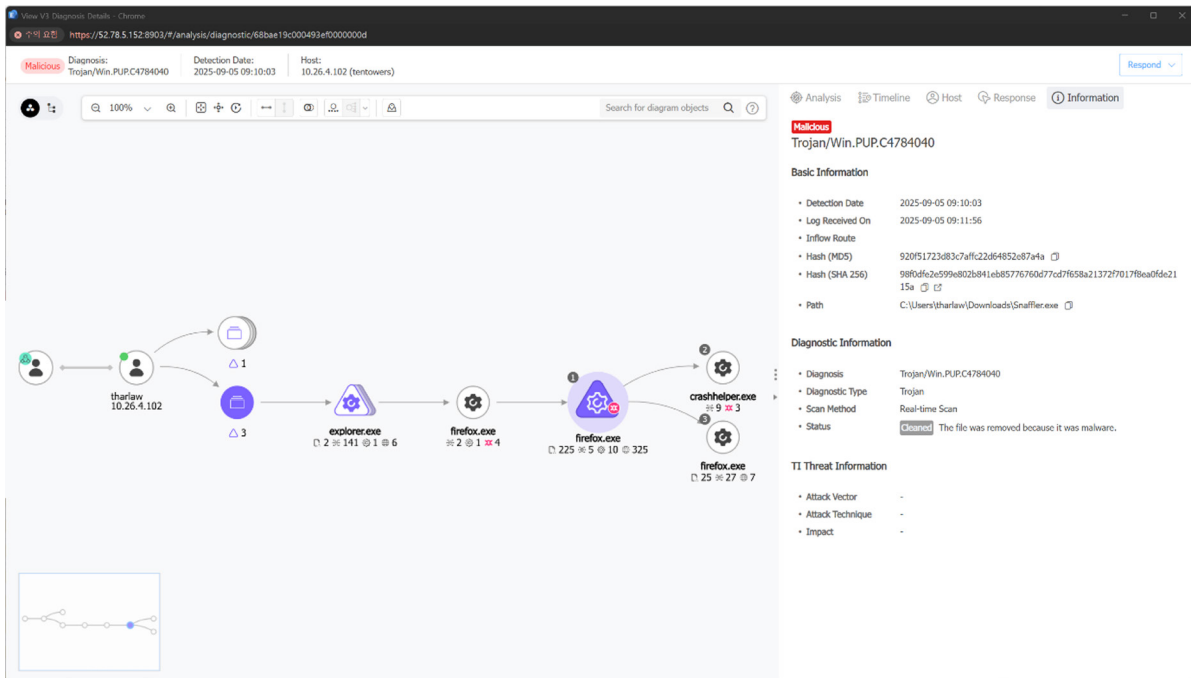 View V3 Diagnosis Details - Chrome
수의 요함 https://52.78.5.152:8903/#/analysis/diagnostic/68bae19c000493ef0000000d
Malicious
Diagnosis:
Trojan/Win.PUP.C4784040
Detection Date:
2025-09-05 09:10:03
Host:
10.26.4.102 (tentowers)
Respond
100%
Search for diagram objects
Analysis Timeline Host Response Information
Malicious
Trojan/Win.PUP.C4784040
Basic Information
• Detection Date 2025-09-05 09:10:03
• Log Received On 2025-09-05 09:11:56
• Inflow Route
• Hash (MD5) 920f51723d83c7affc22d64852e87a4a
• Hash (SHA 256) 98f0dfe2e599e802b841eb85776760d77cd7f658a21372f7017f8ea0fde21
15a
• Path C:\Users\tharlaw\Downloads\Snaffler.exe
Diagnostic Information
• Diagnosis Trojan/Win.PUP.C4784040
• Diagnostic Type Trojan
• Scan Method Real-time Scan
• Status Cleaned The file was removed because it was malware.
TI Threat Information
• Attack Vector -
• Attack Technique -
• Impact -
tharlaw
10.26.4.102
1
3
explorer.exe
2 141 1 6
firefox.exe
2 1 4
1
firefox.exe
225 5 10 325
2
crashhelper.exe
9 3
3
firefox.exe
25 27 7